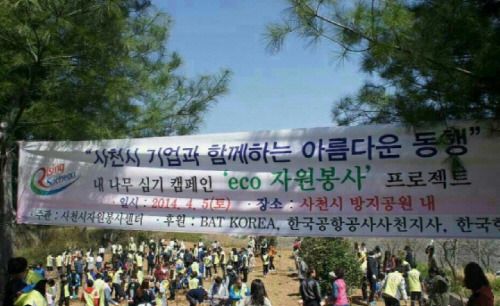 Rising Sacheon
"사천시 기업과 함께하는 아름다운 동행"
내 나무 심기 캠페인 'eco 자원봉사' 프로젝트
· 일시 : 2014. 4. 5(토) · 장소 : 사천시 방지공원 내
· 주관 : 사천시자원봉사센터 · 후원 : BAT KOREA, 한국공항공사사천지사, 한국